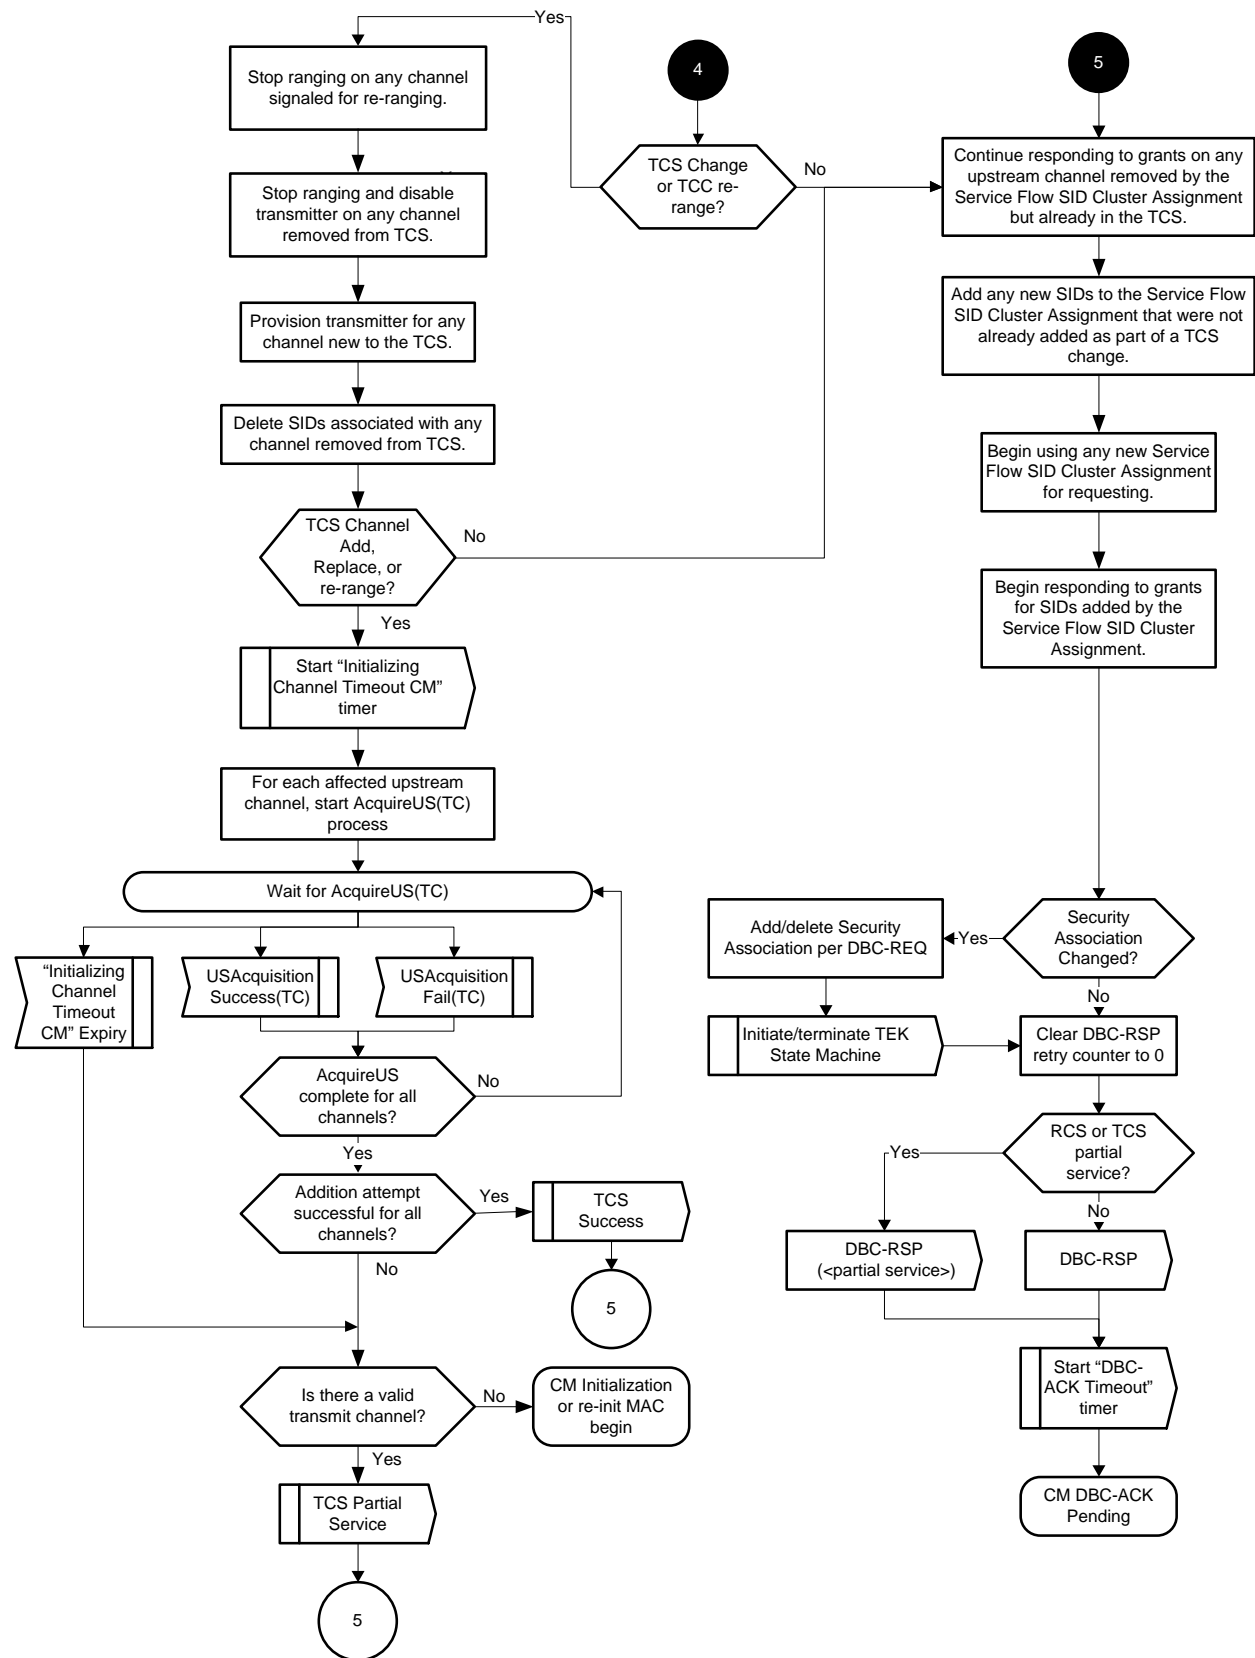 Yes
4
5
Stop ranging on any channel
signaled for re-ranging.
TCS Change
or TCC re-
range?
No
Continue responding to grants on any
upstream channel removed by the
Service Flow SID Cluster Assignment
but already in the TCS.
Stop ranging and disable
transmitter on any channel
removed from TCS.
Provision transmitter for any
channel new to the TCS.
Add any new SIDs to the Service Flow
SID Cluster Assignment that were not
already added as part of a TCS
change.
Delete SIDs associated with any
channel removed from TCS.
Begin using any new Service
Flow SID Cluster Assignment
for requesting.
TCS Channel
Add,
Replace, or
re-range?
No
Yes
Begin responding to grants
for SIDs added by the
Service Flow SID Cluster
Assignment.
Start “Initializing
Channel Timeout CM”
timer
For each affected upstream
channel, start AcquireUS(TC)
process
Wait for AcquireUS(TC)
“Initializing
Channel
Timeout
CM” Expiry
USAcquisition
Success(TC)
USAcquisition
Fail(TC)
AcquireUS
complete for all
channels?
No
Yes
Addition attempt
successful for all
channels?
Yes
No
TCS
Success
5
Is there a valid
transmit channel?
No
Yes
CM Initialization
or re-init MAC
begin
TCS Partial
Service
5
Security
Association
Changed?
Yes
No
Add/delete Security
Association per DBC-REQ
Initiate/terminate TEK
State Machine
Clear DBC-RSP
retry counter to 0
RCS or TCS
partial
service?
Yes
No
DBC-RSP
(<partial service>)
DBC-RSP
Start “DBC-
ACK Timeout”
timer
CM DBC-ACK
Pending